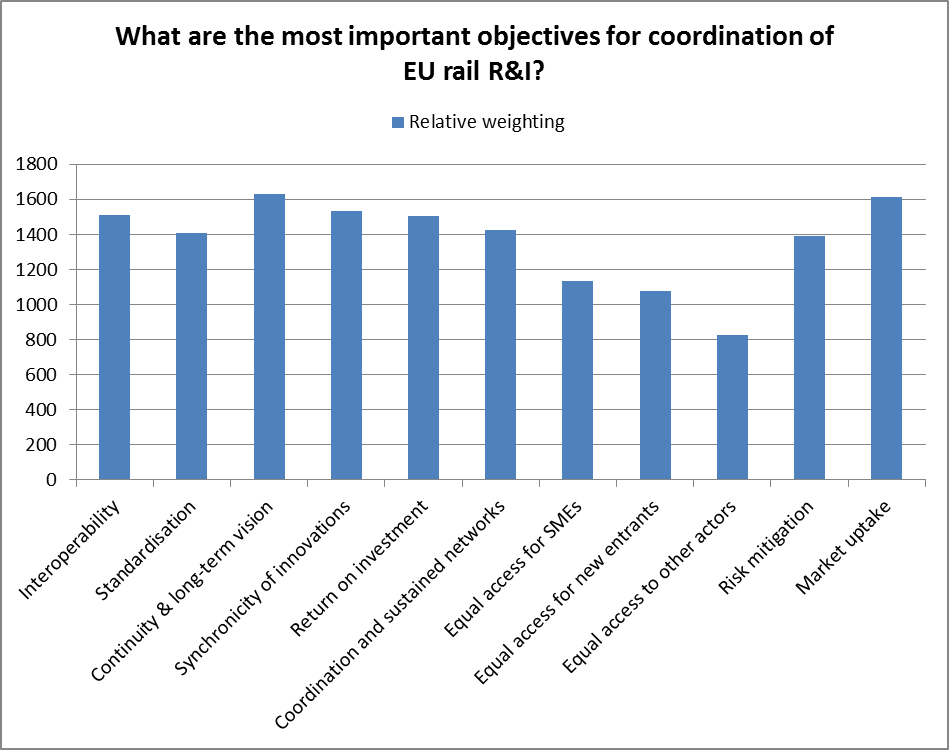 What are the most important objectives for coordination of
EU rail R&I?
Relative weighting
1800
1600
1400
1200
1000
800
600
400
200
0
Interoperability
Standardisation
Continuity & long-term vision
Synchronicity of innovations
Return on investment
Coordination and sustained networks
Equal access for SMEs
Equal access for new entrants
Equal access to other actors
Risk mitigation
Market uptake